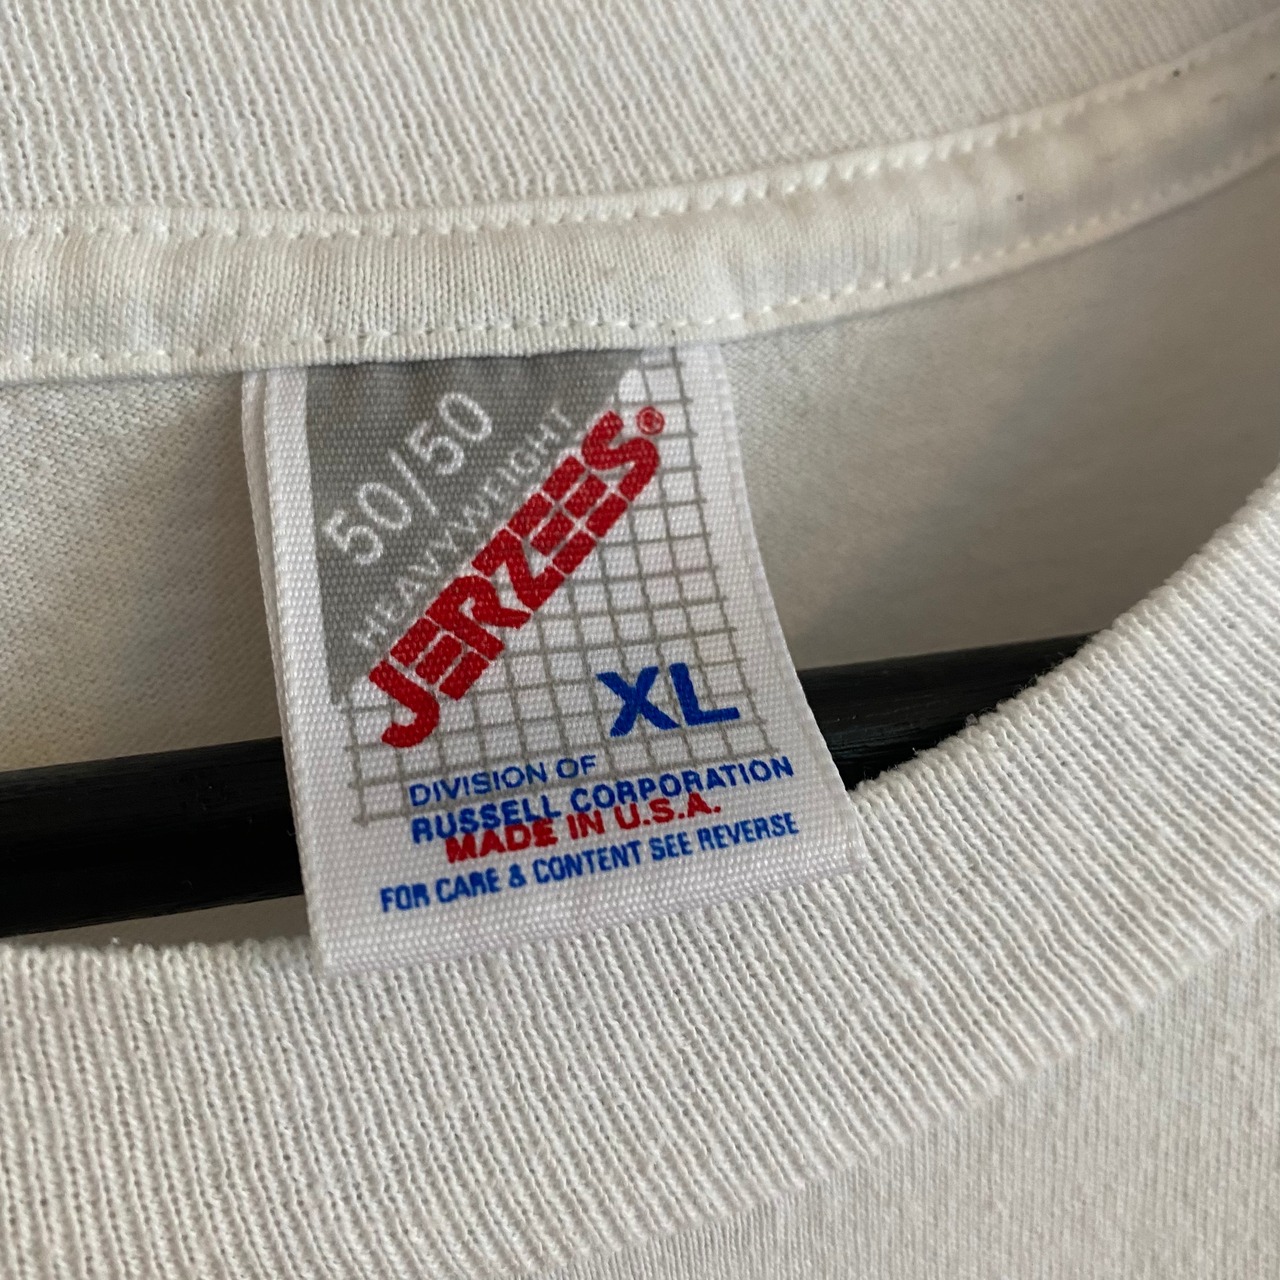 50/50
HEAVYWEIGHT
JERZEES®
XL
DIVISION OF
RUSSELL CORPORATION
MADE IN U.S.A.
FOR CARE & CONTENT SEE REVERSE